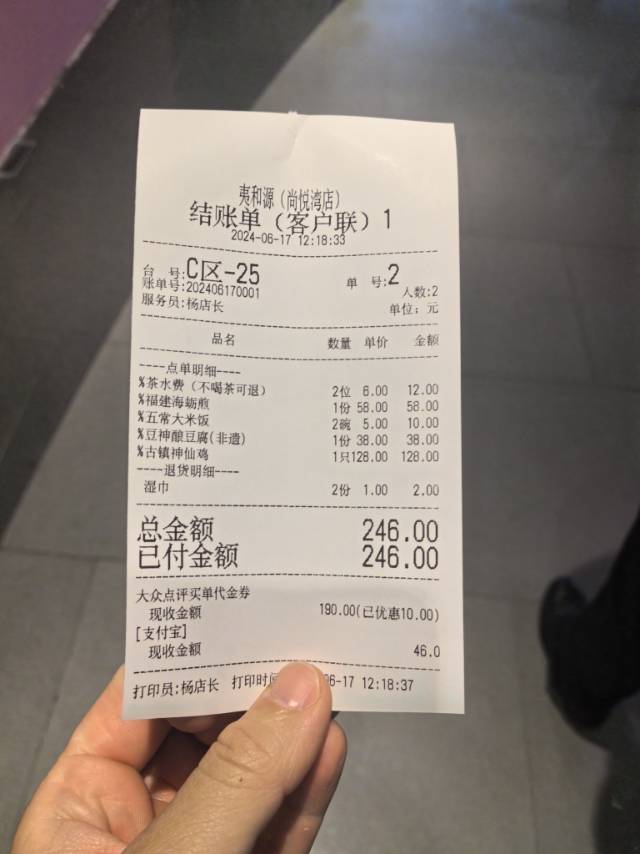 夷和源（尚悦湾店）
结账单（客户联）1
2024-06-17 12:18:33
台 号:C区-25 单 号:2
账单号:202406170001 人数:2
服务员:杨店长 单位: 元
品名 数量 单价 金额
----点单明细----
%茶水费（不喝茶可退） 2位 6.00 12.00
%福建海蛎煎 1份 58.00 58.00
%五常大米饭 2碗 5.00 10.00
%豆神酿豆腐(非遗) 1份 38.00 38.00
%古镇神仙鸡 1只128.00 128.00
----退货明细----
湿巾 2份 1.00 2.00
总金额 246.00
已付金额 246.00
大众点评买单代金券
现收金额 190.00(已优惠10.00)
[支付宝]
现收金额 46.0
打印员:杨店长 打印时间 06-17 12:18:37